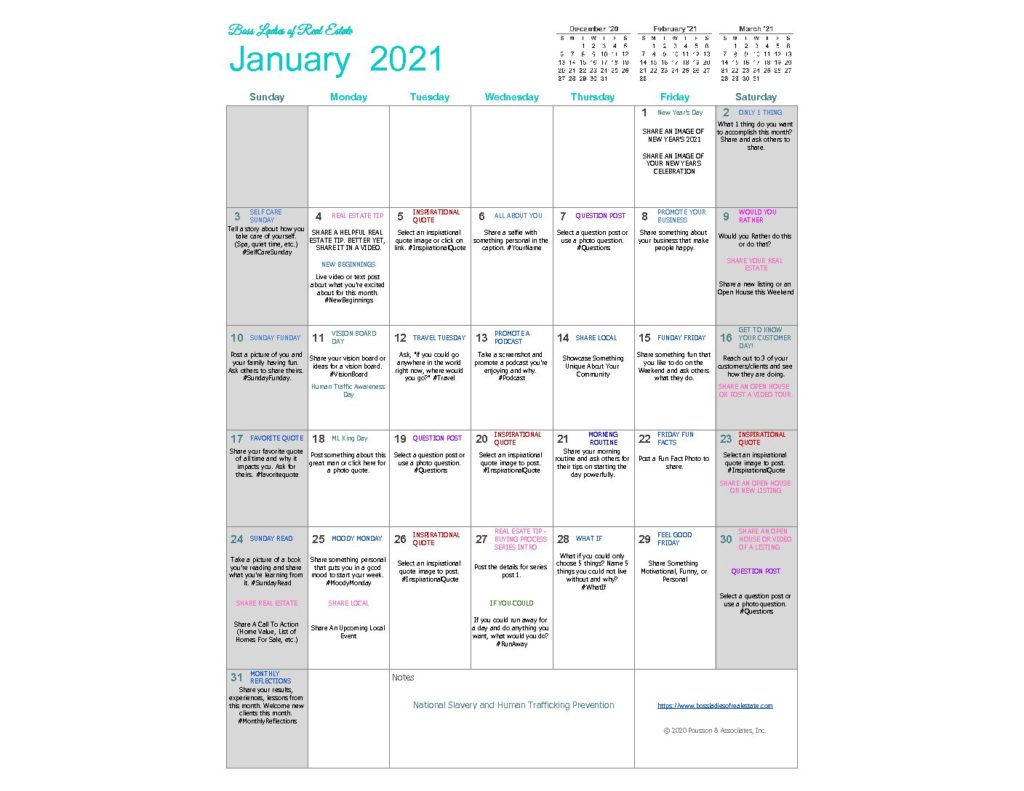 Boss Ladies of Real Estate
January 2021
December '20
S M T W T F S
1 2 3 4 5
6 7 8 9 10 11 12
13 14 15 16 17 18 19
20 21 22 23 24 25 26
27 28 29 30 31
February '21
S M T W T F S
1 2 3 4 5 6
7 8 9 10 11 12 13
14 15 16 17 18 19 20
21 22 23 24 25 26 27
28
March '21
S M T W T F S
1 2 3 4 5 6
7 8 9 10 11 12 13
14 15 16 17 18 19 20
21 22 23 24 25 26 27
28 29 30 31
Sunday Monday Tuesday Wednesday Thursday Friday Saturday
1 New Year's Day
SHARE AN IMAGE OF
NEW YEAR'S 2021
SHARE AN IMAGE OF
YOUR NEW YEAR'S
CELEBRATION
2 ONLY 1 THING
What 1 thing do you want
to accomplish this month?
Share and ask others to
share.
3 SELF CARE
SUNDAY
Tell a story about how you
take care of yourself.
(Spa, quiet time, etc.)
#SelfCareSunday
4 REAL ESTATE TIP
SHARE A HELPFUL REAL
ESTATE TIP. BETTER YET,
SHARE IT IN A VIDEO.
NEW BEGINNINGS
Live video or text post
about what you're excited
about for this month.
#NewBeginnings
5 INSPIRATIONAL
QUOTE
Select an inspirational
quote image or click on
link. #InspirationalQuote
6 ALL ABOUT YOU
Share a selfie with
something personal in the
caption. #YourName
7 QUESTION POST
Select a question post or
use a photo question.
#Questions
8 PROMOTE YOUR
BUSINESS
Share something about
your business that make
people happy.
9 WOULD YOU
RATHER
Would you Rather do this
or do that?
SHARE YOUR REAL
ESTATE
Share a new listing or an
Open House this Weekend
10 SUNDAY FUNDAY
Post a picture of you and
your family having fun.
Ask others to share theirs.
#SundayFunday.
11 VISION BOARD
DAY
Share your vision board or
ideas for a vision board.
#VisionBoard
Human Traffic Awareness
Day
12 TRAVEL TUESDAY
Ask, "if you could go
anywhere in the world
right now, where would
you go?" #Travel
13 PROMOTE A
PODCAST
Take a screenshot and
promote a podcast you're
enjoying and why.
#Podcast
14 SHARE LOCAL
Showcase Something
Unique About Your
Community
15 FUNDAY FRIDAY
Share something fun that
you like to do on the
Weekend and ask others
what they do.
16 GET TO KNOW
YOUR CUSTOMER
DAY!
Reach out to 3 of your
customers/clients and see
how they are doing.
SHARE AN OPEN HOUSE
OR POST A VIDEO TOUR
17 FAVORITE QUOTE
Share your favorite quote
of all time and why it
impacts you. Ask for
theirs. #favoritequote
18 ML King Day
Post something about this
great man or click here for
a photo quote.
19 QUESTION POST
Select a question post or
use a photo question.
#Questions
20 INSPIRATIONAL
QUOTE
Select an inspirational
quote image to post.
#InspirationalQuote
21 MORNING
ROUTINE
Share your morning
routine and ask others for
their tips on starting the
day powerfully.
22 FRIDAY FUN
FACTS
Post a Fun Fact Photo to
share.
23 INSPIRATIONAL
QUOTE
Select an inspirational
quote image to post.
#InspirationalQuote
SHARE AN OPEN HOUSE
OR NEW LISTING
24 SUNDAY READ
Take a picture of a book
you're reading and share
what you're learning from
it. #SundayRead
SHARE REAL ESTATE
Share A Call To Action
(Home Value, List of
Homes For Sale, etc.)
25 MOODY MONDAY
Share something personal
that puts you in a good
mood to start your week.
#MoodyMonday
SHARE LOCAL
Share An Upcoming Local
Event
26 INSPIRATIONAL
QUOTE
Select an inspirational
quote image to post.
#InspirationalQuote
27 REAL ESATE TIP -
BUYING PROCESS
SERIES INTRO
Post the details for series
post 1.
IF YOU COULD
If you could run away for
a day and do anything you
want, what would you do?
#RunAway
28 WHAT IF
What if you could only
choose 5 things? Name 5
things you could not live
without and why?
#WhatIf
29 FEEL GOOD
FRIDAY
Share Something
Motivational, Funny, or
Personal
30 SHARE AN OPEN
HOUSE OR VIDEO
OF A LISTING
QUESTION POST
Select a question post or
use a photo question.
#Questions
31 MONTHLY
REFLECTIONS
Share your results,
experiences, lessons from
this month. Welcome new
clients this month.
#MonthlyReflections
Notes
National Slavery and Human Trafficking Prevention
https://www.bossladiesofrealestate.com
© 2020 Pousson & Associates, Inc.